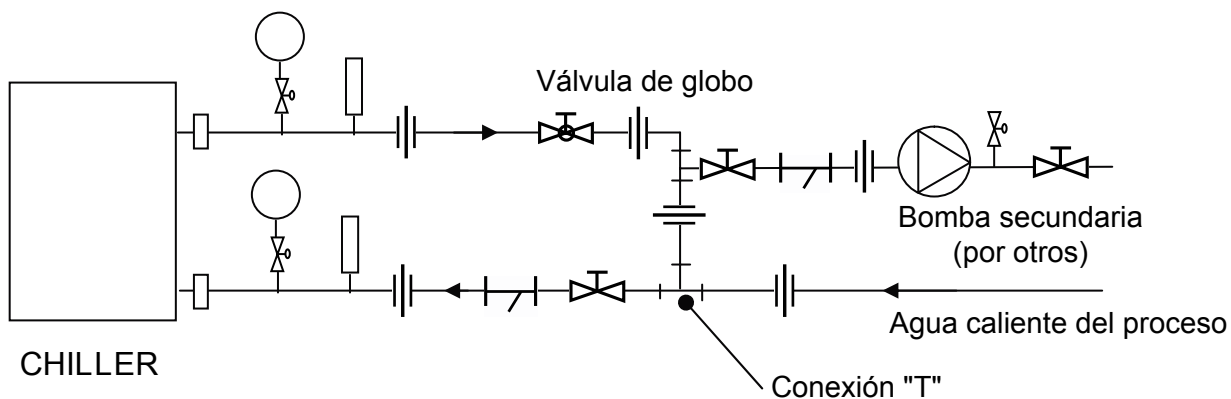 Válvula de globo
Bomba secundaria
(por otros)
Agua caliente del proceso
CHILLER
Conexión "T"